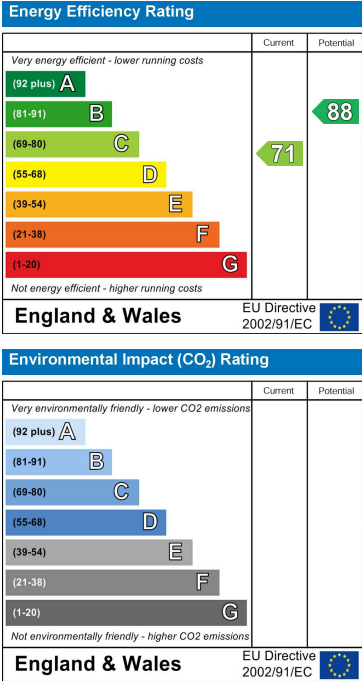 Energy Efficiency Rating
Current Potential
Very energy efficient - lower running costs
(92 plus) A
(81-91) B
88
(69-80) C
71
(55-68) D
(39-54) E
(21-38) F
(1-20) G
Not energy efficient - higher running costs
England & Wales
EU Directive
2002/91/EC
Environmental Impact (CO₂) Rating
Current Potential
Very environmentally friendly - lower CO2 emissions
(92 plus) A
(81-91) B
(69-80) C
(55-68) D
(39-54) E
(21-38) F
(1-20) G
Not environmentally friendly - higher CO2 emissions
England & Wales
EU Directive
2002/91/EC